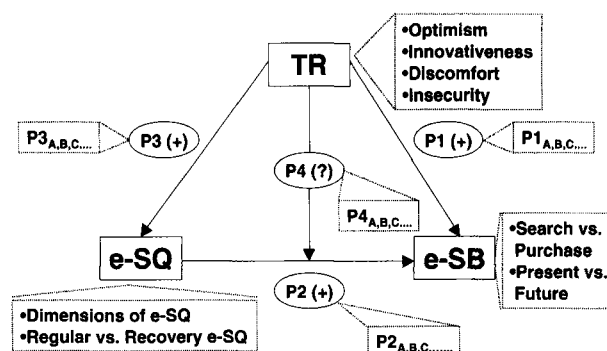 TR
•Optimism
•Innovativeness
•Discomfort
•Insecurity
P3A,B,C....
P3 (+)
P1 (+)
P1A,B,C....
P4 (?)
P4A,B,C....
e-SQ
e-SB
•Search vs.
Purchase
•Present vs.
Future
P2 (+)
•Dimensions of e-SQ
•Regular vs. Recovery e-SQ
P2A,B,C......